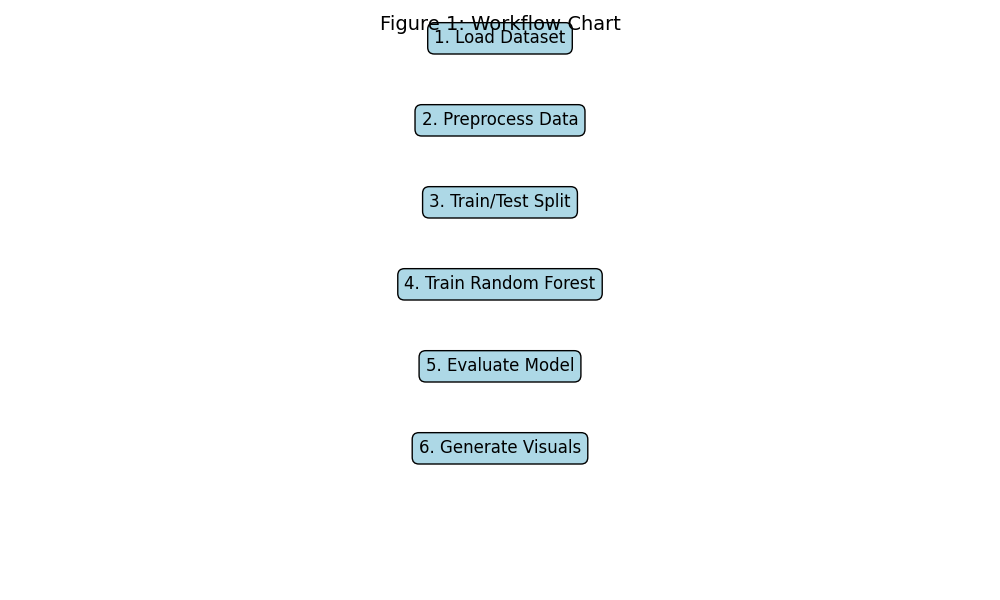 Figure 1: Workflow Chart
1. Load Dataset
2. Preprocess Data
3. Train/Test Split
4. Train Random Forest
5. Evaluate Model
6. Generate Visuals